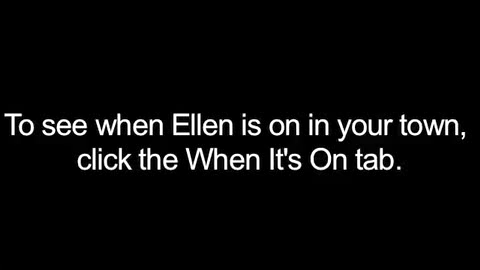 To see when Ellen is on in your town,
click the When It's On tab.